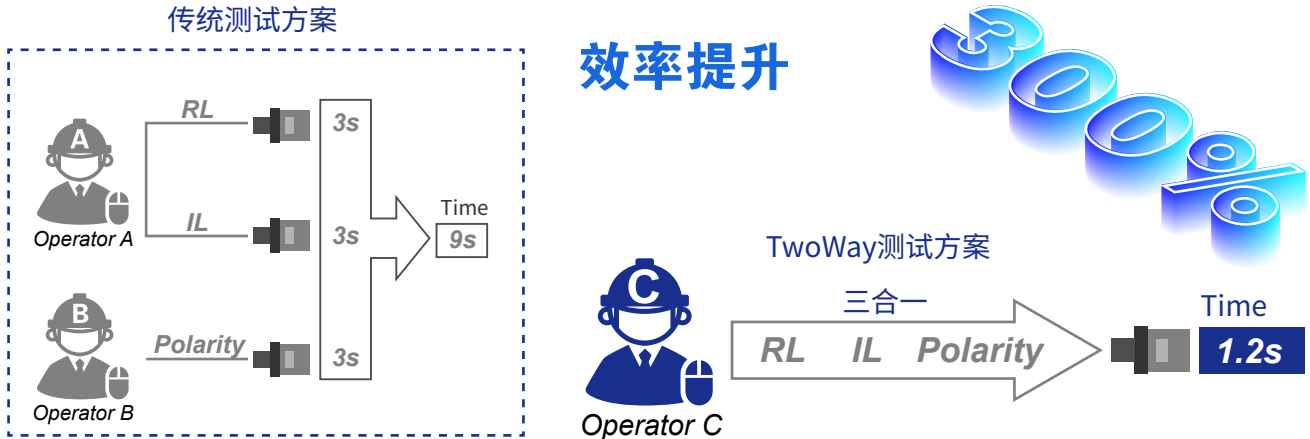 传统测试方案
RL
3s
A
Operator A
IL
3s
Time
9s
B
Polarity
3s
Operator B
效率提升
300%
TwoWay测试方案
C
三合一
RL IL Polarity
Time
1.2s
Operator C